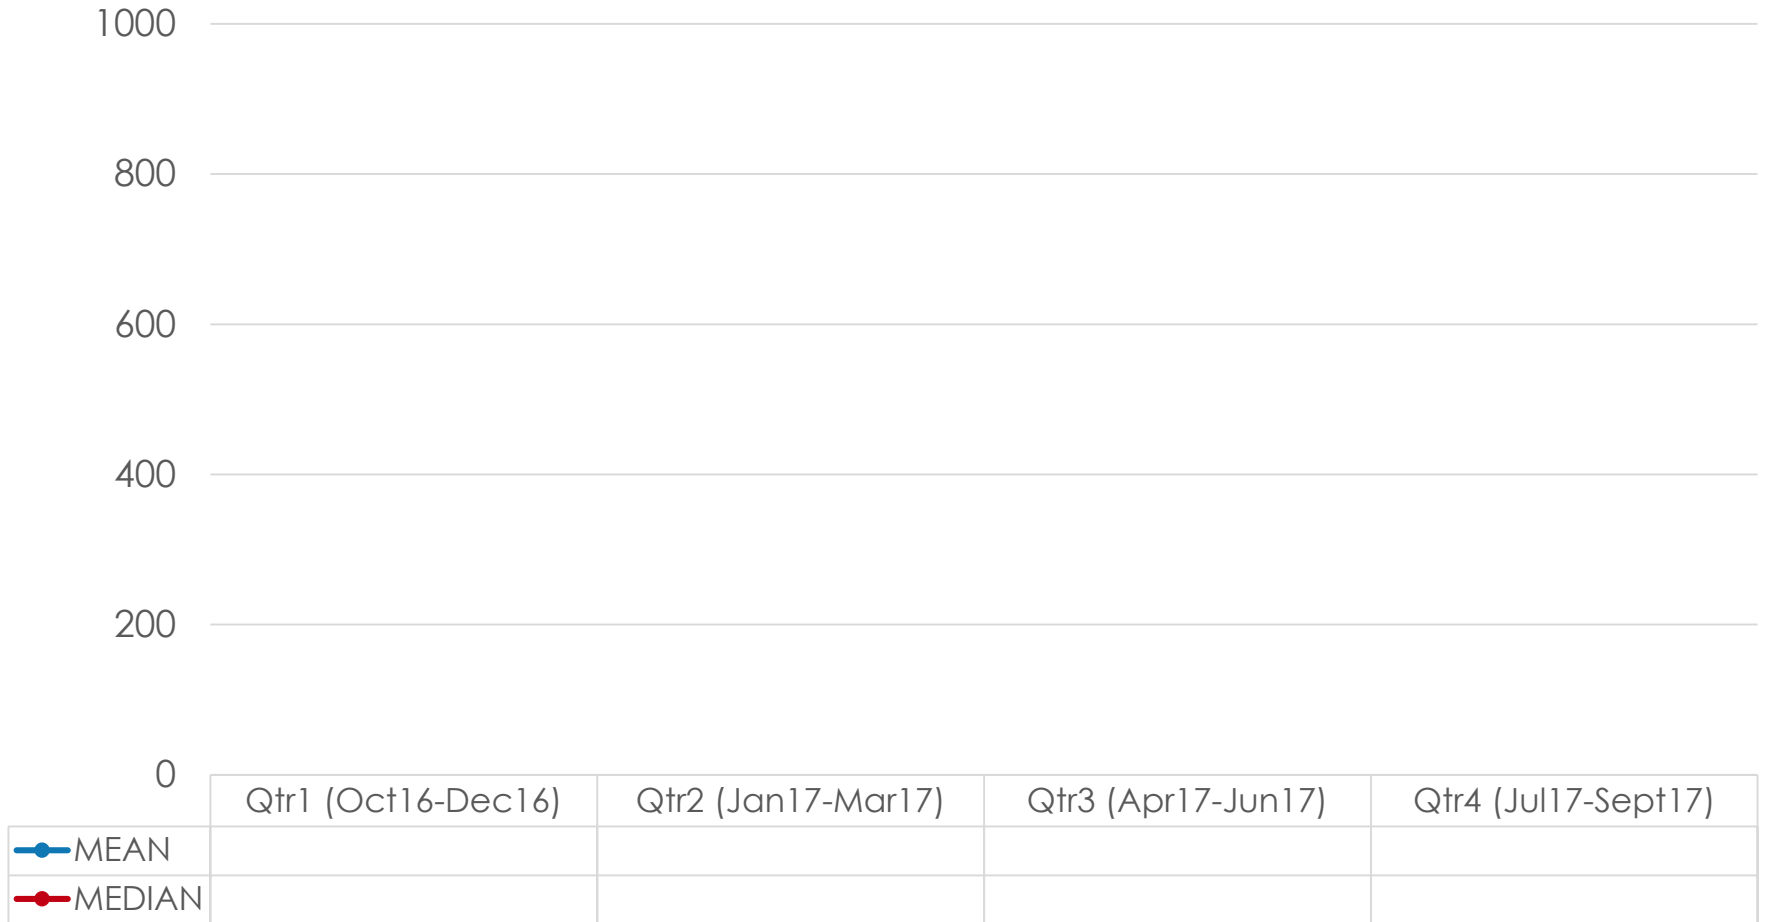 1000
800
600
400
200
0
Qtr1 (Oct16-Dec16) Qtr2 (Jan17-Mar17) Qtr3 (Apr17-Jun17) Qtr4 (Jul17-Sept17)
MEAN
MEDIAN